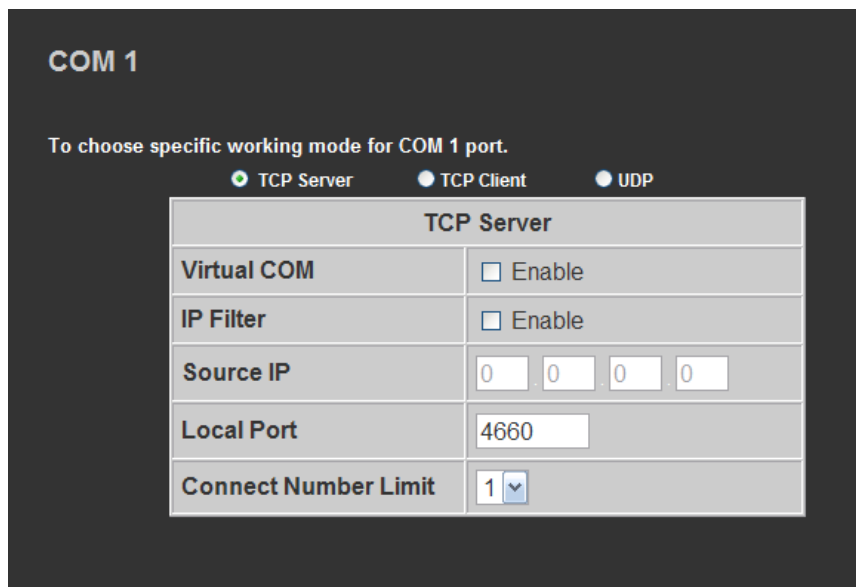 COM 1
To choose specific working mode for COM 1 port.
TCP Server TCP Client UDP
TCP Server
Virtual COM Enable
IP Filter Enable
Source IP 0 . 0 . 0 . 0
Local Port 4660
Connect Number Limit 1